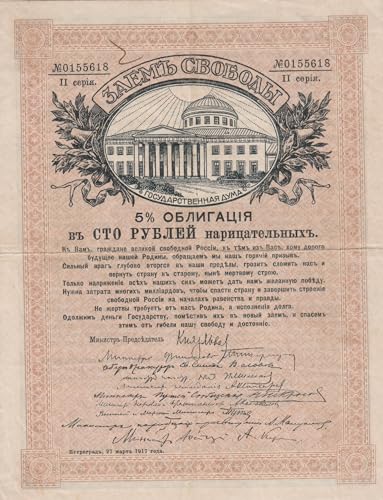 №0155618 №0155618
II серія. II серія.
ЗАЕМЪ СВОБОДЫ
ГОСУДАРСТВЕННАЯ ДУМА
5% ОБЛИГАЦІЯ
въ СТО РУБЛЕЙ нарицательныхъ.
Къ Вамъ, граждане великой свободной Россіи, къ тѣмъ изъ Васъ, кому дорого
будущее нашей Родины, обращаемъ мы нашъ горячій призывъ.
Сильный врагъ глубоко вторгся въ наши предѣлы, грозитъ сломить насъ и
вернуть страну къ старому, нынѣ мертвому строю.
Только напряженіе всѣхъ нашихъ силъ можетъ дать намъ желанную побѣду.
Нужна затрата многихъ милліардовъ, чтобы спасти страну и завершить строеніе
свободной Россіи на началахъ равенства и правды.
Не жертвы требуетъ отъ насъ Родина, а исполненія долга.
Одолжимъ деньги Государству, помѣстивъ ихъ въ новый заемъ, и спасемъ
этимъ отъ гибели нашу свободу и достояніе.
Министръ-Предсѣдатель Князь Львовъ
Петроградъ, 27 марта 1917 года.